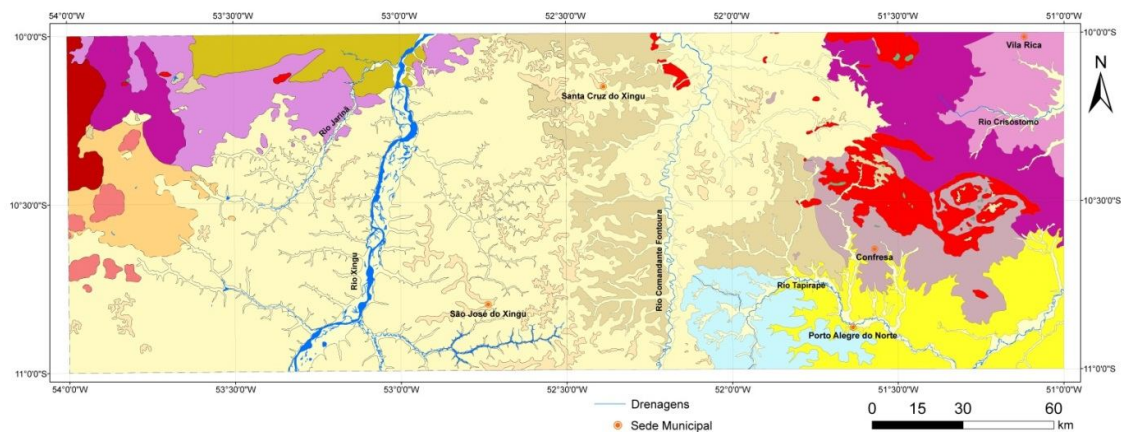 54°0'0"W
53°30'0"W
53°0'0"W
52°30'0"W
52°0'0"W
51°30'0"W
51°0'0"W
10°0'0"S
10°0'0"S
Vila Rica
N
Santa Cruz do Xingu
Rio Jarinã
Rio Crisóstomo
10°30'0"S
10°30'0"S
Rio Xingu
Rio Comandante Fontoura
Confresa
Rio Tapirapé
São José do Xingu
Porto Alegre do Norte
11°0'0"S
11°0'0"S
54°0'0"W
53°30'0"W
53°0'0"W
52°30'0"W
52°0'0"W
51°30'0"W
51°0'0"W
Drenagens
Sede Municipal
0 15 30 60
km